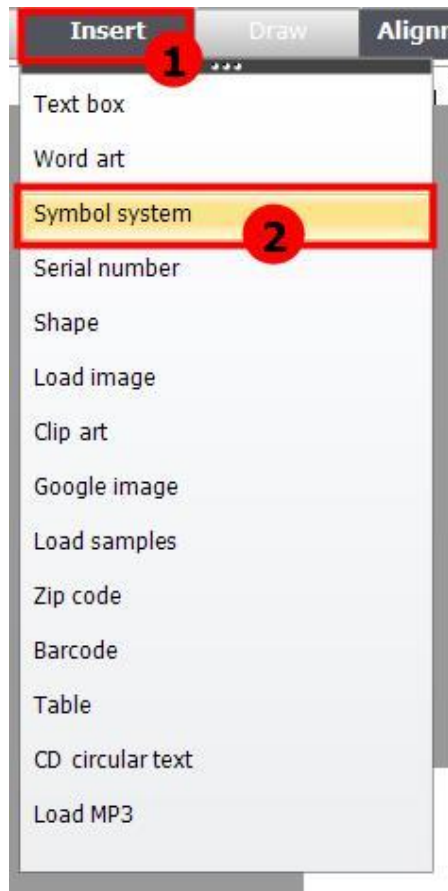 Insert Draw Alignm
1
Text box
Word art
Symbol system
2
Serial number
Shape
Load image
Clip art
Google image
Load samples
Zip code
Barcode
Table
CD circular text
Load MP3